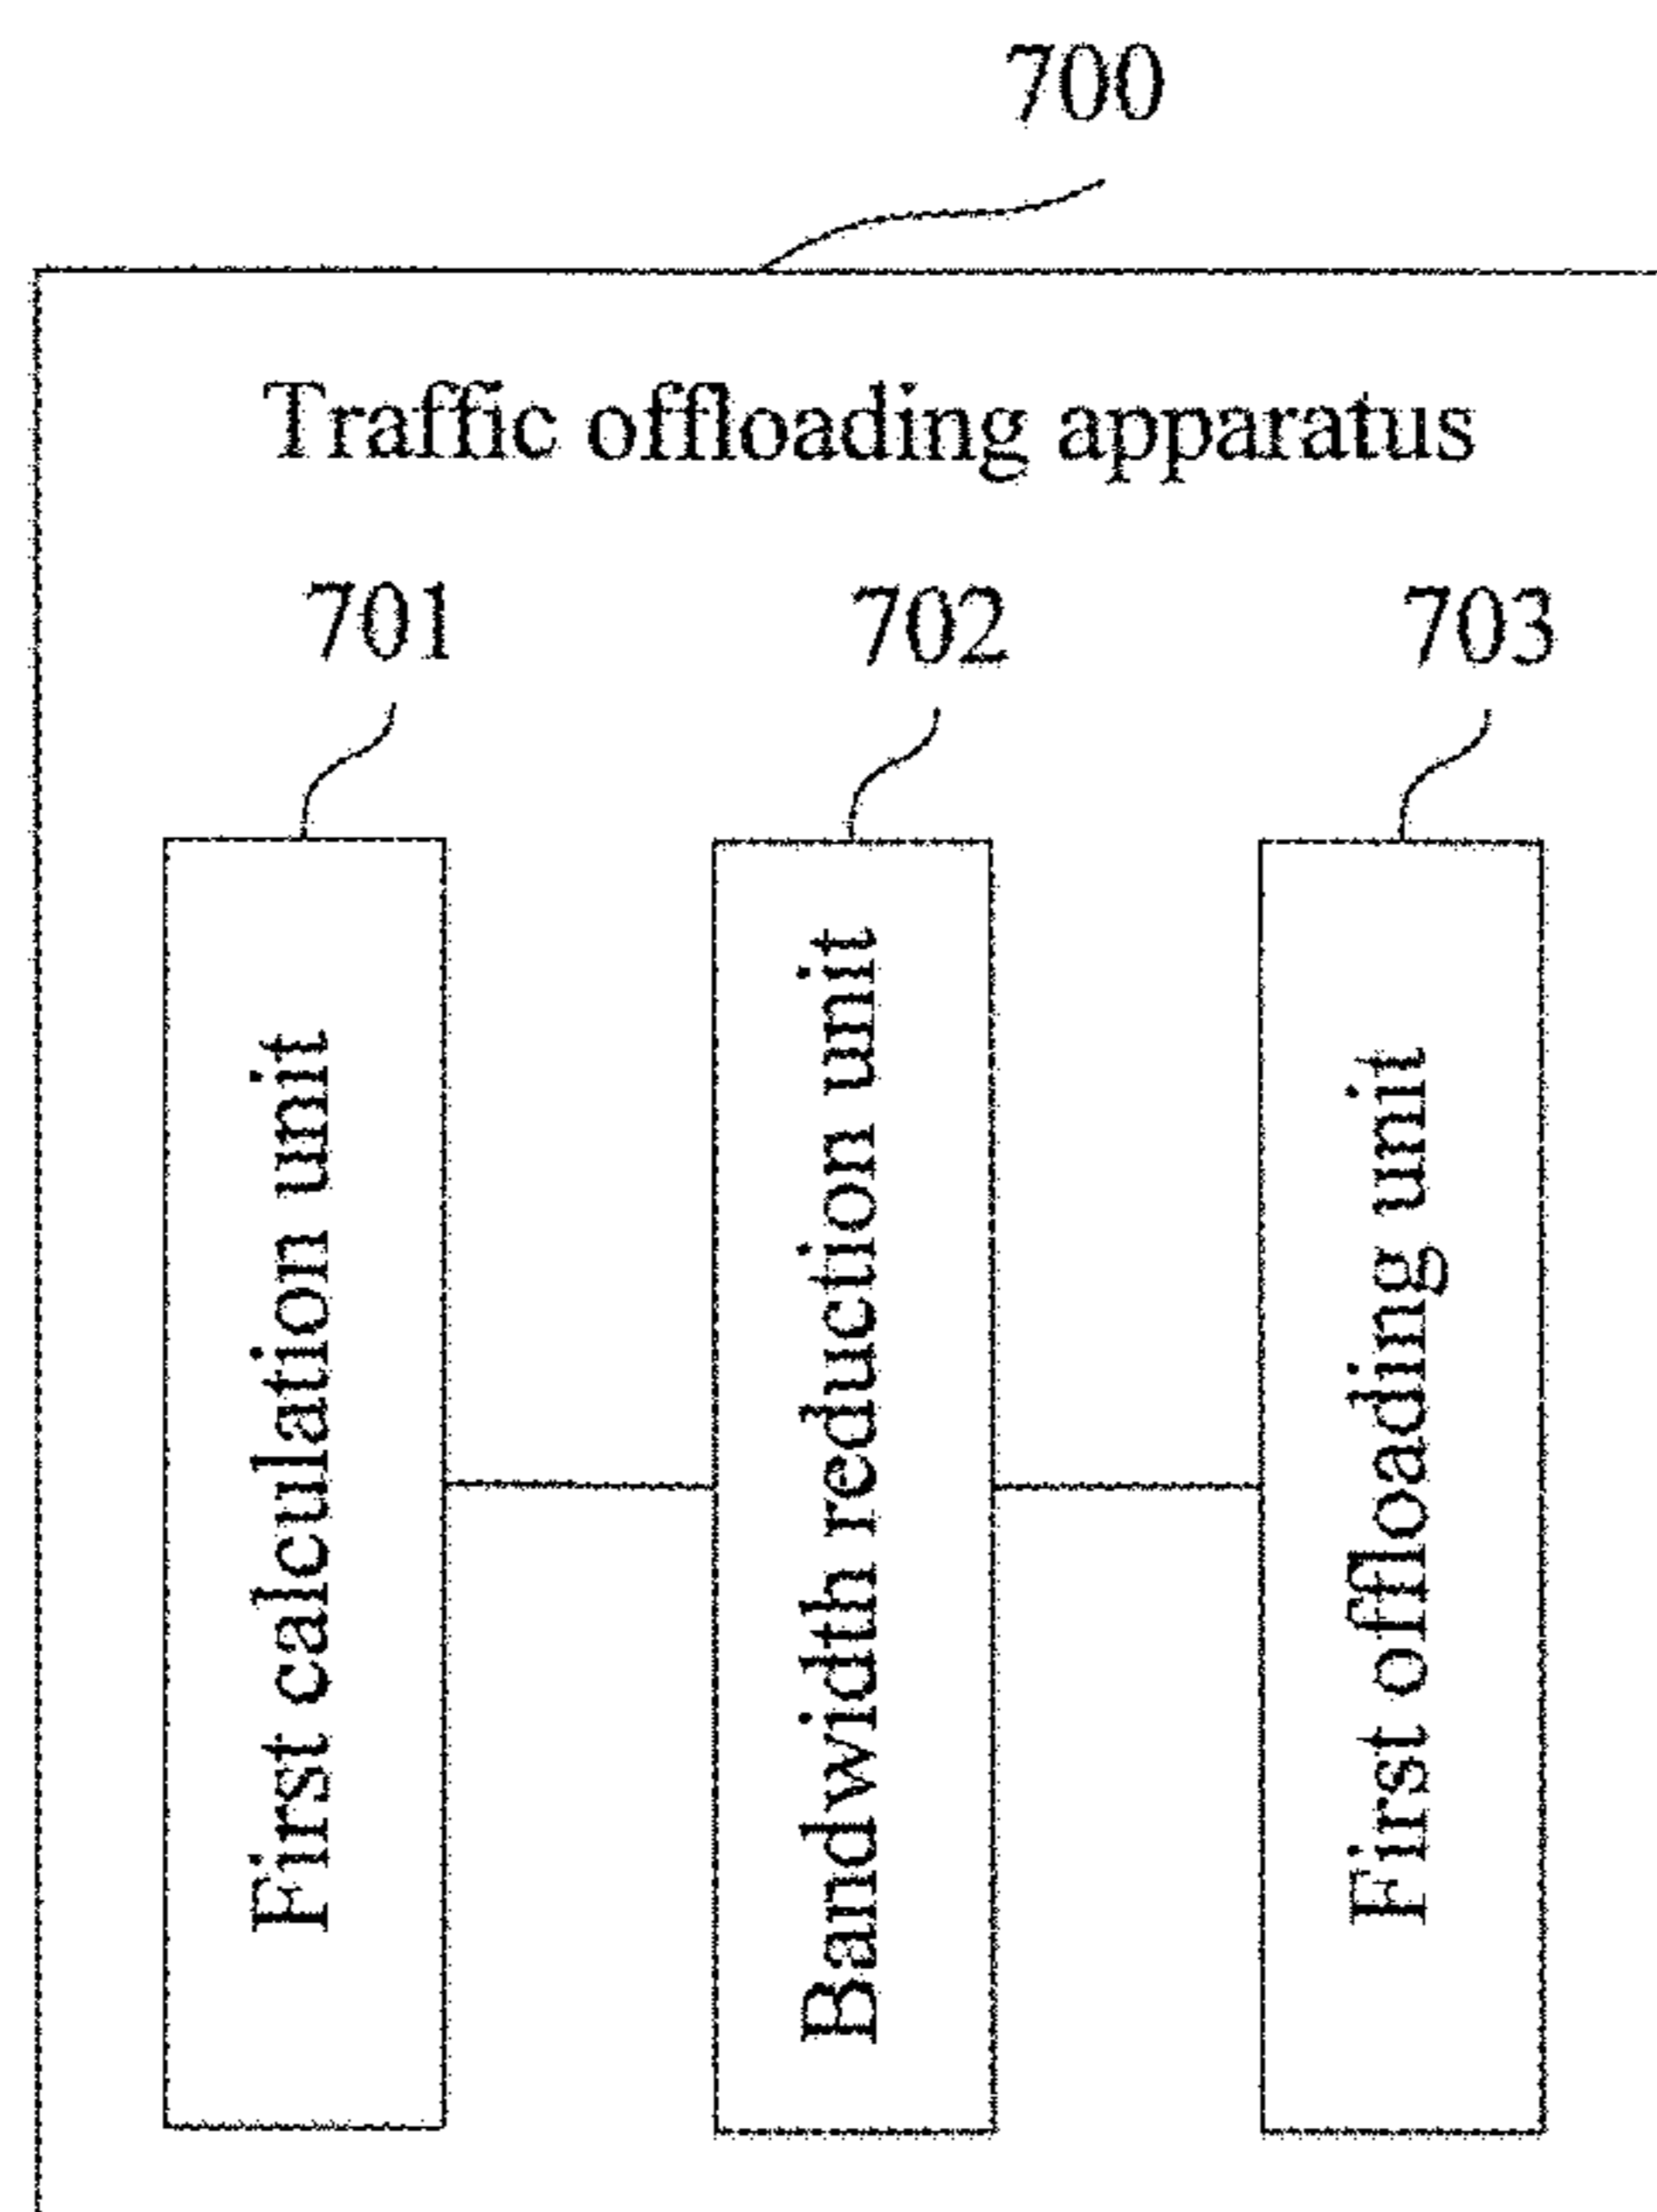 700
Traffic offloading apparatus
701
702
703
First calculation unit
Bandwidth reduction unit
First offloading unit